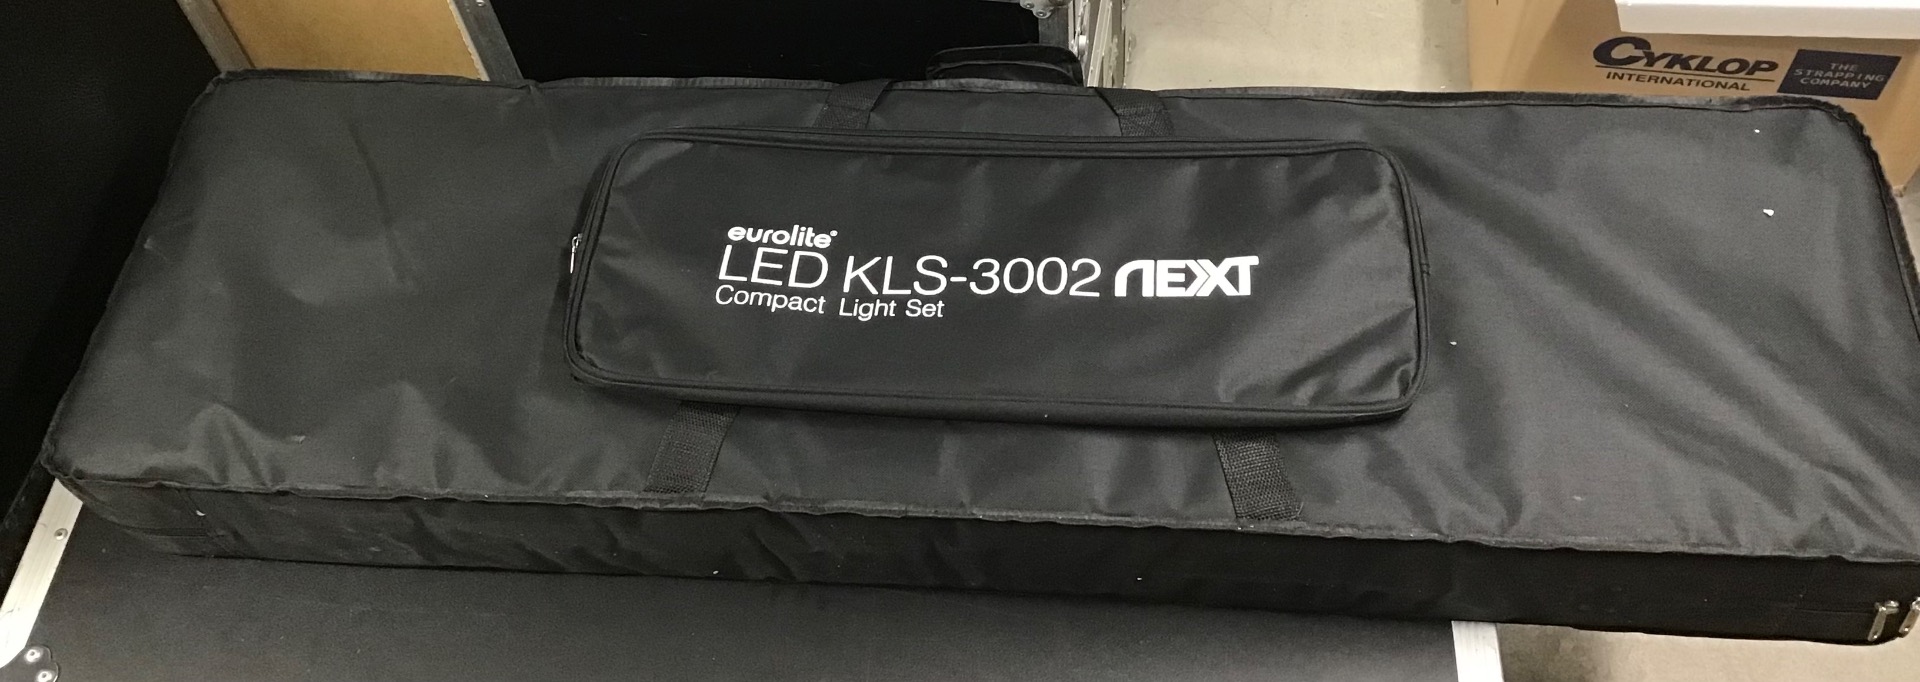 CYKLOP
INTERNATIONAL
THE
STRAPPING
COMPANY
eurolite®
LED KLS-3002 NEXT
Compact Light Set